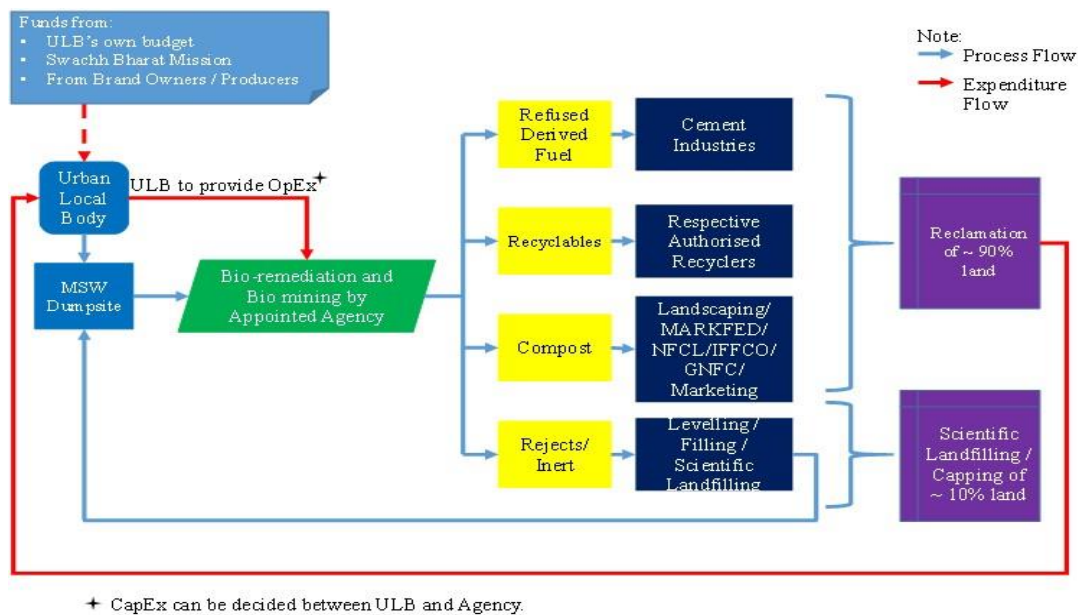 Funds from:
• ULB's own budget
• Swachh Bharat Mission
• From Brand Owners / Producers
Note:
Process Flow
Expenditure
Flow
Urban
Local
Body
ULB to provide OpEx✦
MSW
Dumpsite
Bio-remediation and
Bio mining by
Appointed Agency
Refused
Derived
Fuel
Cement
Industries
Recyclables
Respective
Authorised
Recyclers
Compost
Landscaping/
MARKFED/
NFCL/IFFCO/
GNFC/
Marketing
Rejects/
Inert
Levelling /
Filling /
Scientific
Landfilling
Reclamation
of ~ 90%
land
Scientific
Landfilling /
Capping of
~ 10% land
✦ CapEx can be decided between ULB and Agency.